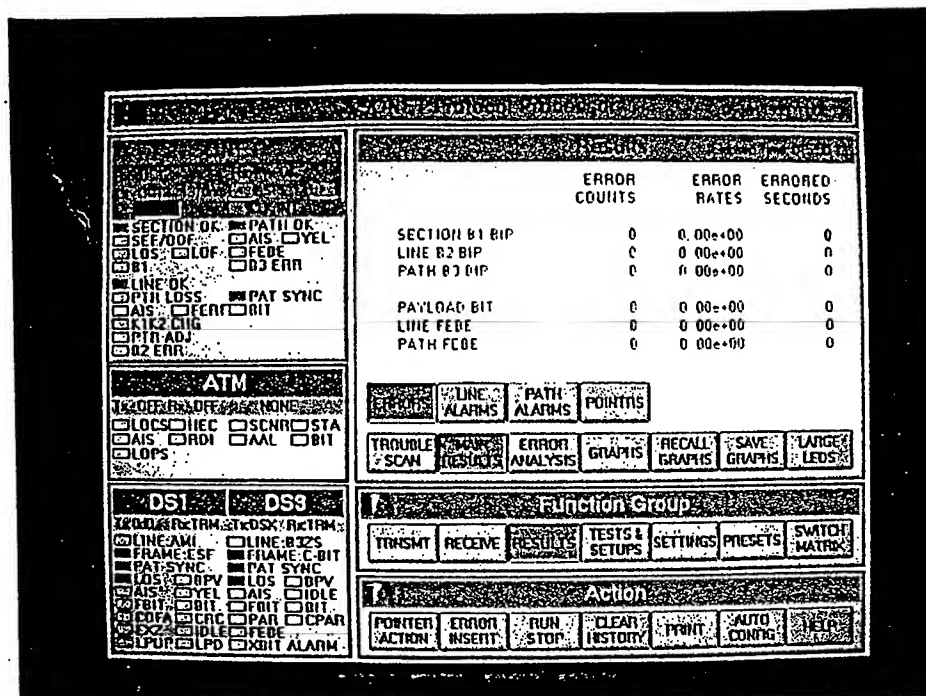 SECTION OK PATH OK
SEF/OOF AIS YEL
LOS LOF FEBE
B1 B3 ERR
LINE OK
PTR LOSS PAT SYNC
AIS FERF BIT
K1K2 CHG
PTR ADJ
B2 ERR
ATM
LOCS HEC SCNR STA
AIS RDI AAL BIT
LOPS
DS1 DS3
LINE:AMI LINE:B3ZS
FRAME:ESF FRAME:C-BIT
PAT SYNC PAT SYNC
LOS BPV LOS BPV
AIS YEL AIS IDLE
FBIT BIT FBIT BIT
COFA CRC PAR CPAR
EXZ IDLE FEBE
LPUP LPD XBIT ALARM
Results
ERROR ERROR ERRORED
COUNTS RATES SECONDS
SECTION B1 BIP 0 0.00e+00 0
LINE B2 BIP 0 0.00e+00 0
PATH B3 BIP 0 0.00e+00 0
PAYLOAD BIT 0 0.00e+00 0
LINE FEBE 0 0.00e+00 0
PATH FEBE 0 0.00e+00 0
ERRORS LINE ALARMS PATH ALARMS POINTRS
TROUBLE SCAN MAIN RESULTS ERROR ANALYSIS GRAPHS RECALL GRAPHS SAVE GRAPHS LARGE LEDS
Function Group
TRNSMT RECEIVE RESULTS TESTS & SETUPS SETTINGS PRESETS SWITCH MATRIX
Action
POINTER ACTION ERROR INSERT RUN STOP CLEAR HISTORY PRINT AUTO CONFIG HELP